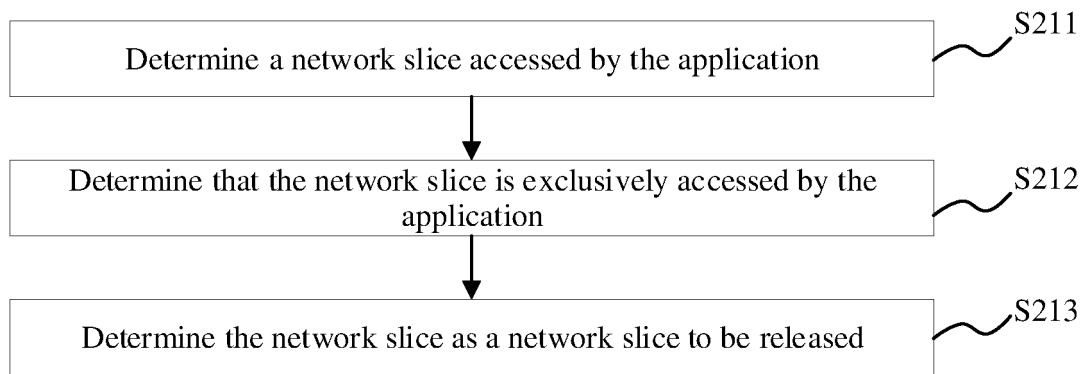 S211
Determine a network slice accessed by the application
S212
Determine that the network slice is exclusively accessed by the
application
S213
Determine the network slice as a network slice to be released